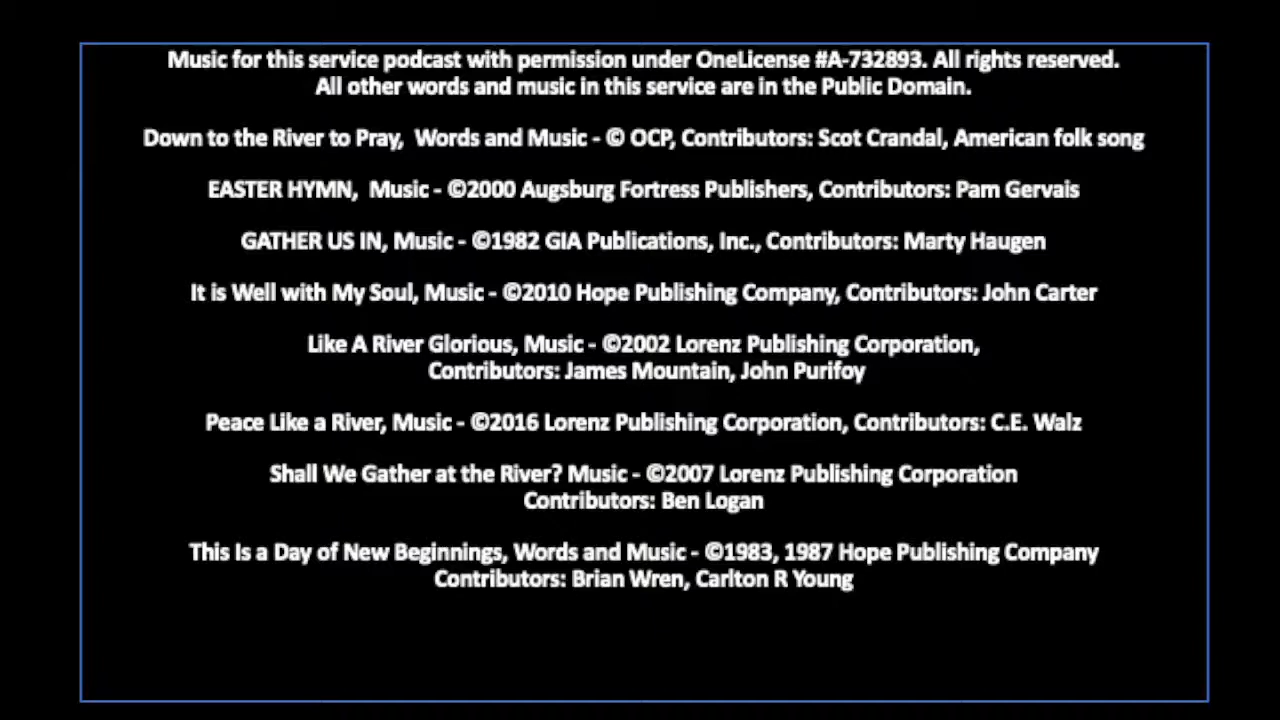 Music for this service podcast with permission under OneLicense #A-732893. All rights reserved.
All other words and music in this service are in the Public Domain.
Down to the River to Pray,  Words and Music - © OCP, Contributors: Scot Crandal, American folk song
EASTER HYMN,  Music - ©2000 Augsburg Fortress Publishers, Contributors: Pam Gervais
GATHER US IN, Music - ©1982 GIA Publications, Inc., Contributors: Marty Haugen
It is Well with My Soul, Music - ©2010 Hope Publishing Company, Contributors: John Carter
Like A River Glorious, Music - ©2002 Lorenz Publishing Corporation,
Contributors: James Mountain, John Purifoy
Peace Like a River, Music - ©2016 Lorenz Publishing Corporation, Contributors: C.E. Walz
Shall We Gather at the River? Music - ©2007 Lorenz Publishing Corporation
Contributors: Ben Logan
This Is a Day of New Beginnings, Words and Music - ©1983, 1987 Hope Publishing Company
Contributors: Brian Wren, Carlton R Young